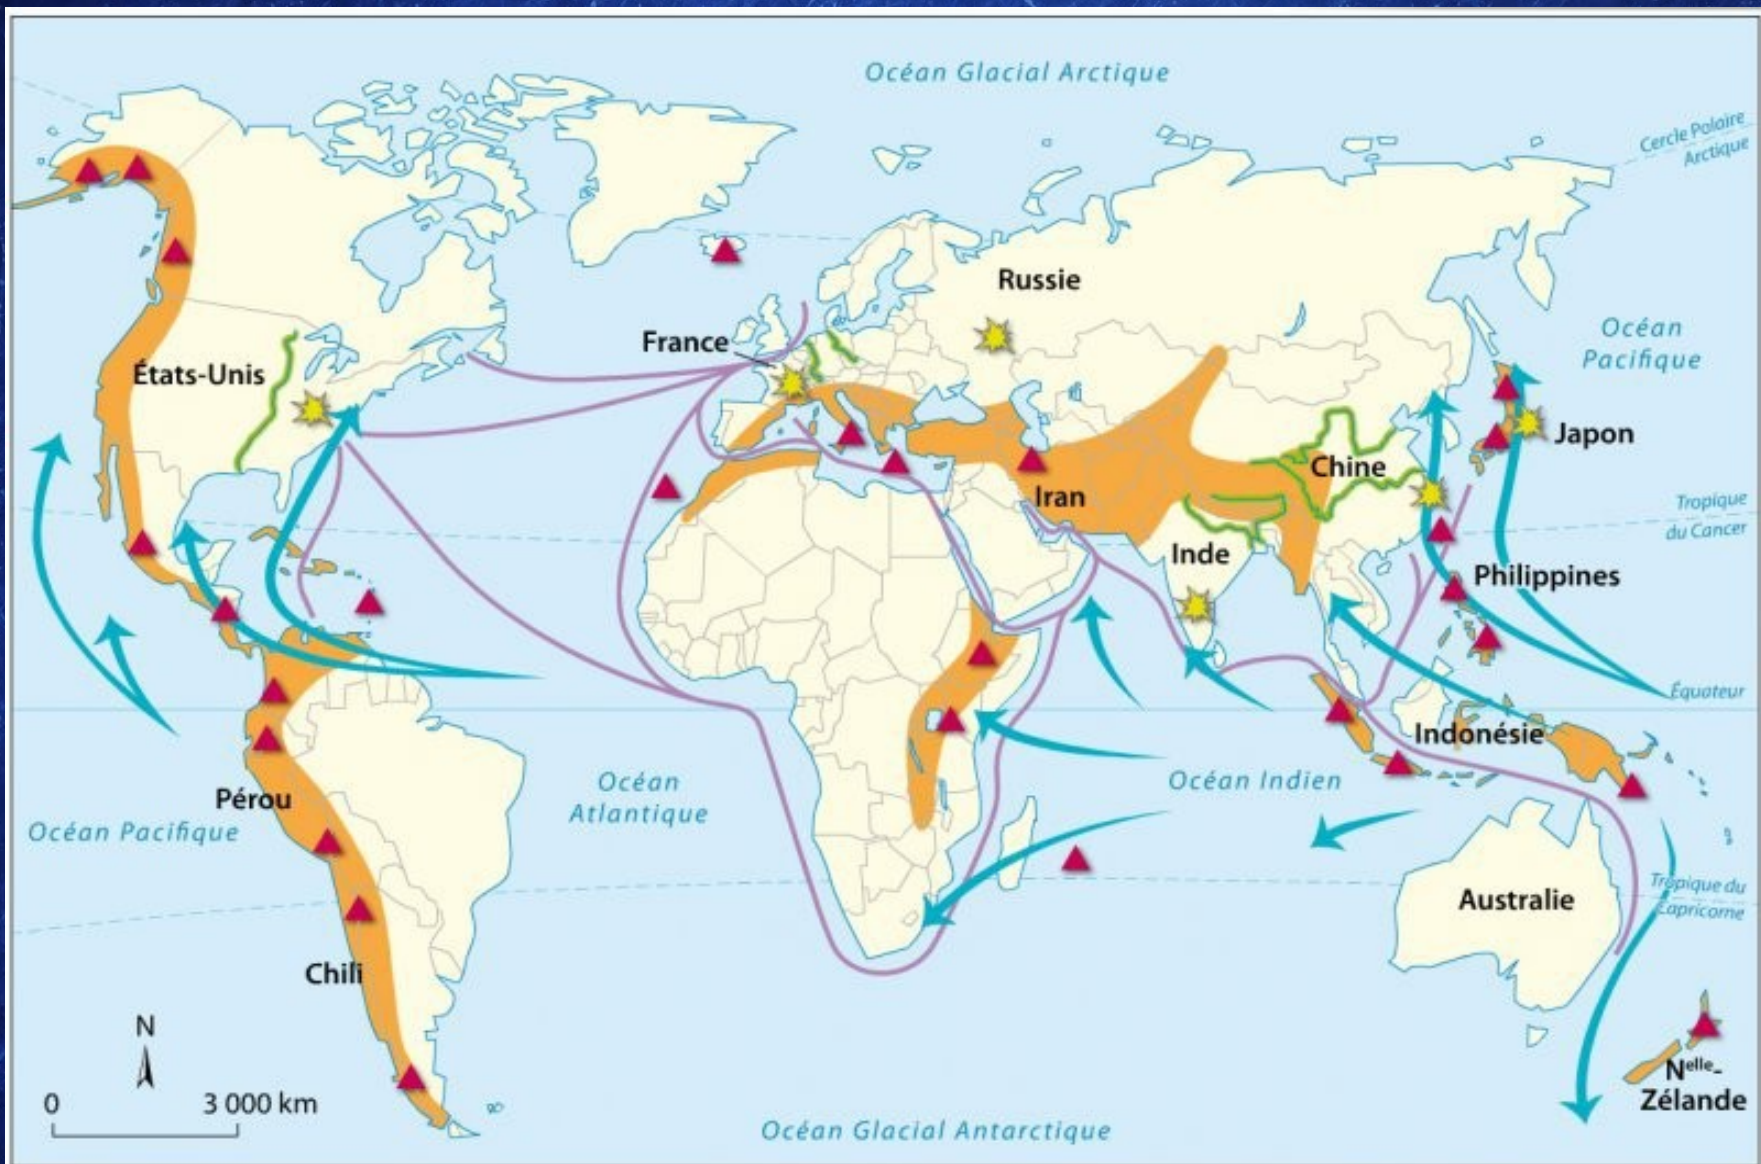 Océan Glacial Arctique
Cercle Polaire
Arctique
Russie
Océan
Pacifique
France
États-Unis
Japon
Chine
Iran
Tropique
du Cancer
Inde
Philippines
Équateur
Indonésie
Océan
Atlantique
Océan Indien
Pérou
Océan Pacifique
Australie
Tropique du
Capricorne
Chili
N
0 3 000 km
Nelle-
Zélande
Océan Glacial Antarctique